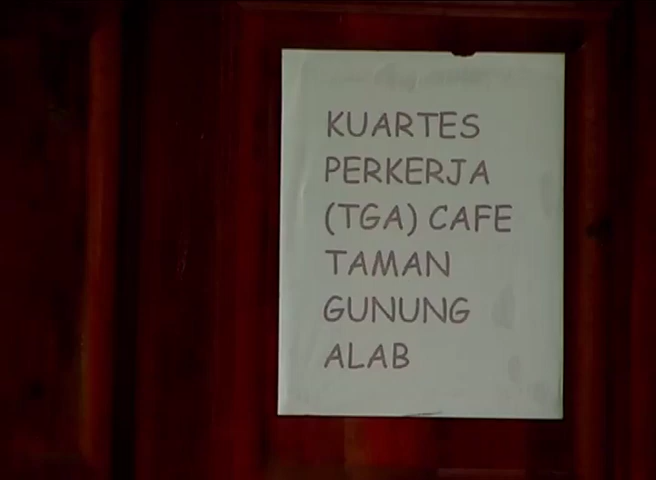 KUARTES
PERKERJA
(TGA) CAFE
TAMAN
GUNUNG
ALAB